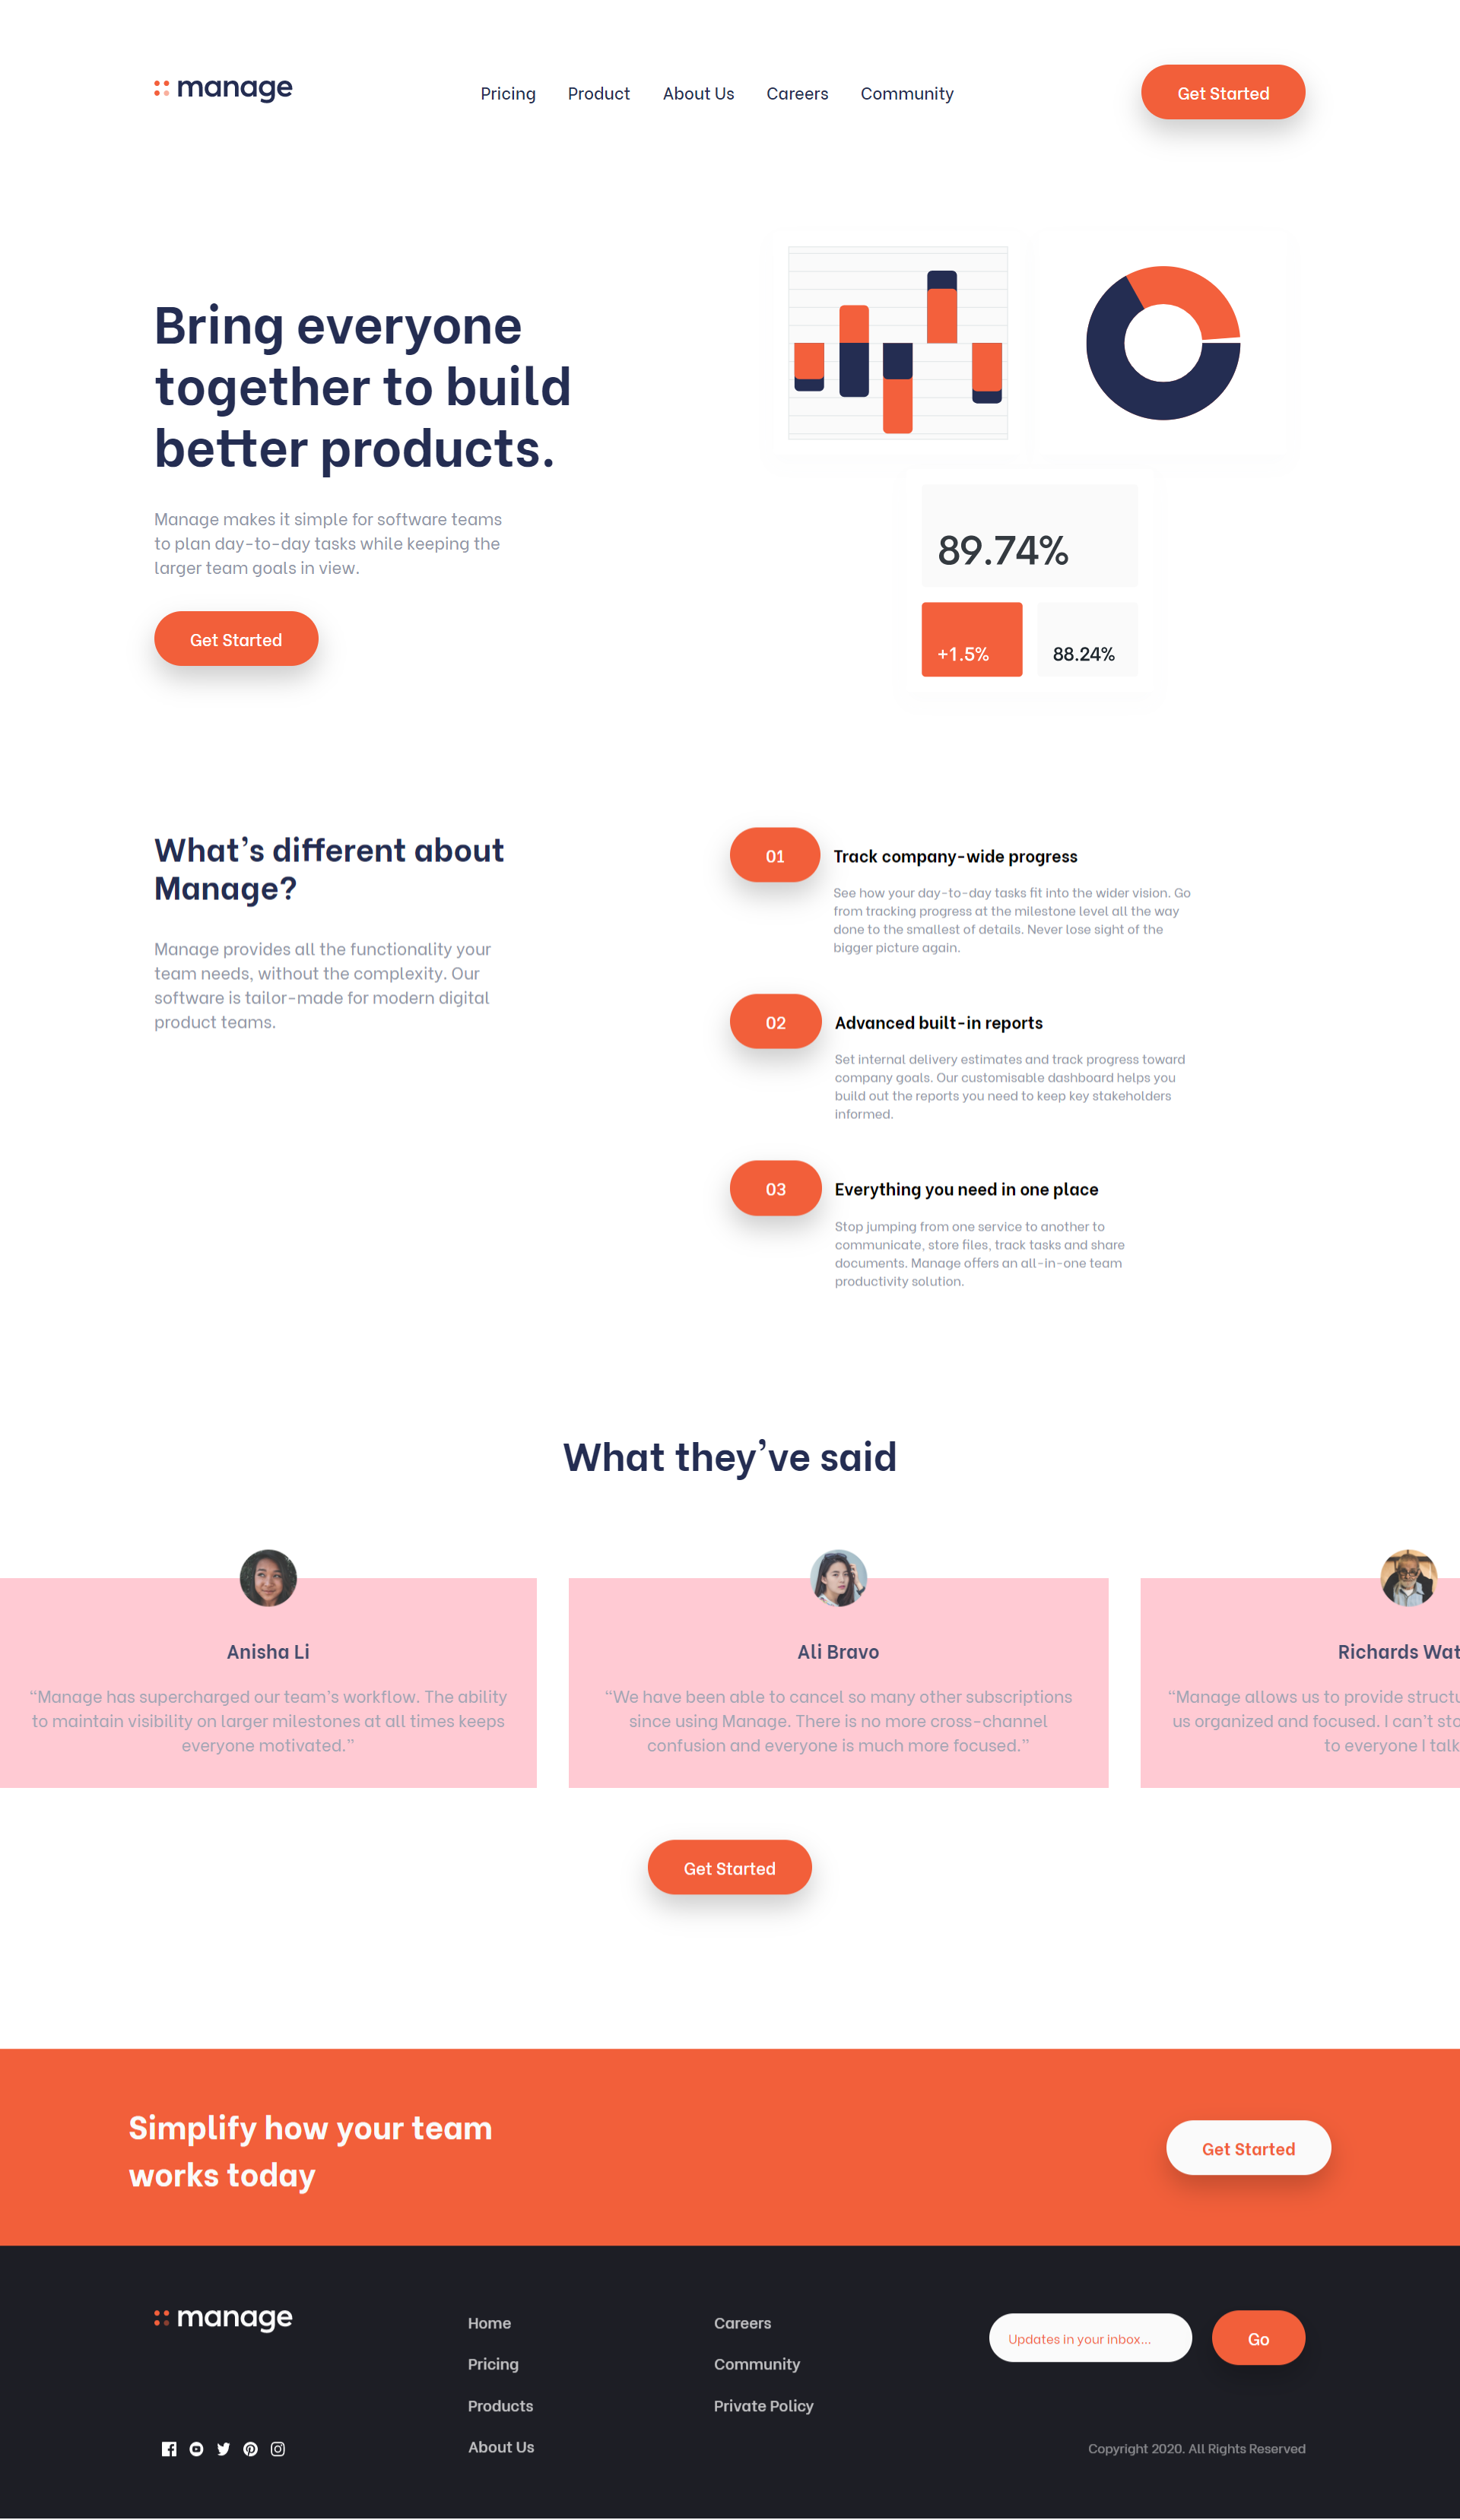 manage
Pricing Product About Us Careers Community
Get Started
Bring everyone
together to build
better products.
Manage makes it simple for software teams
to plan day-to-day tasks while keeping the
larger team goals in view.
Get Started
89.74%
+1.5%
88.24%
What’s different about
Manage?
Manage provides all the functionality your
team needs, without the complexity. Our
software is tailor-made for modern digital
product teams.
01
Track company-wide progress
See how your day-to-day tasks fit into the wider vision. Go
from tracking progress at the milestone level all the way
done to the smallest of details. Never lose sight of the
bigger picture again.
02
Advanced built-in reports
Set internal delivery estimates and track progress toward
company goals. Our customisable dashboard helps you
build out the reports you need to keep key stakeholders
informed.
03
Everything you need in one place
Stop jumping from one service to another to
communicate, store files, track tasks and share
documents. Manage offers an all-in-one team
productivity solution.
What they’ve said
Anisha Li
“Manage has supercharged our team’s workflow. The ability
to maintain visibility on larger milestones at all times keeps
everyone motivated.”
Ali Bravo
“We have been able to cancel so many other subscriptions
since using Manage. There is no more cross-channel
confusion and everyone is much more focused.”
Richards Wat
“Manage allows us to provide structu
us organized and focused. I can’t sto
to everyone I talk
Get Started
Simplify how your team
works today
Get Started
manage
Home
Pricing
Products
About Us
Careers
Community
Private Policy
Updates in your inbox...
Go
Copyright 2020. All Rights Reserved